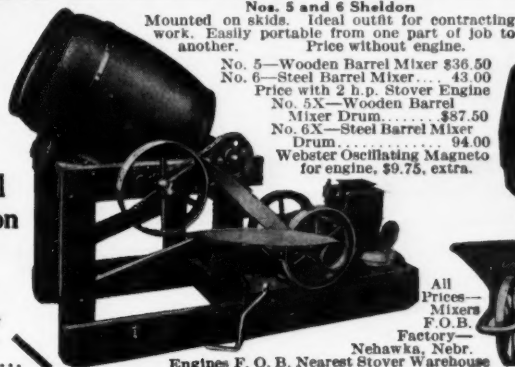 Nos. 5 and 6 Sheldon
Mounted on skids. Ideal outfit for contracting
work. Easily portable from one part of job to
another. Price without engine.
No. 5—Wooden Barrel Mixer $36.50
No. 6—Steel Barrel Mixer.... 43.00
Price with 2 h.p. Stover Engine
No. 5X—Wooden Barrel
Mixer Drum........$87.50
No. 6X—Steel Barrel Mixer
Drum............. 94.00
Webster Oscillating Magneto
for engine, $9.75, extra.
on
All
Prices—
Mixers
F.O.B.
Factory—
Nehawka, Nebr.
Engines F. O. B. Nearest Stover Warehouse